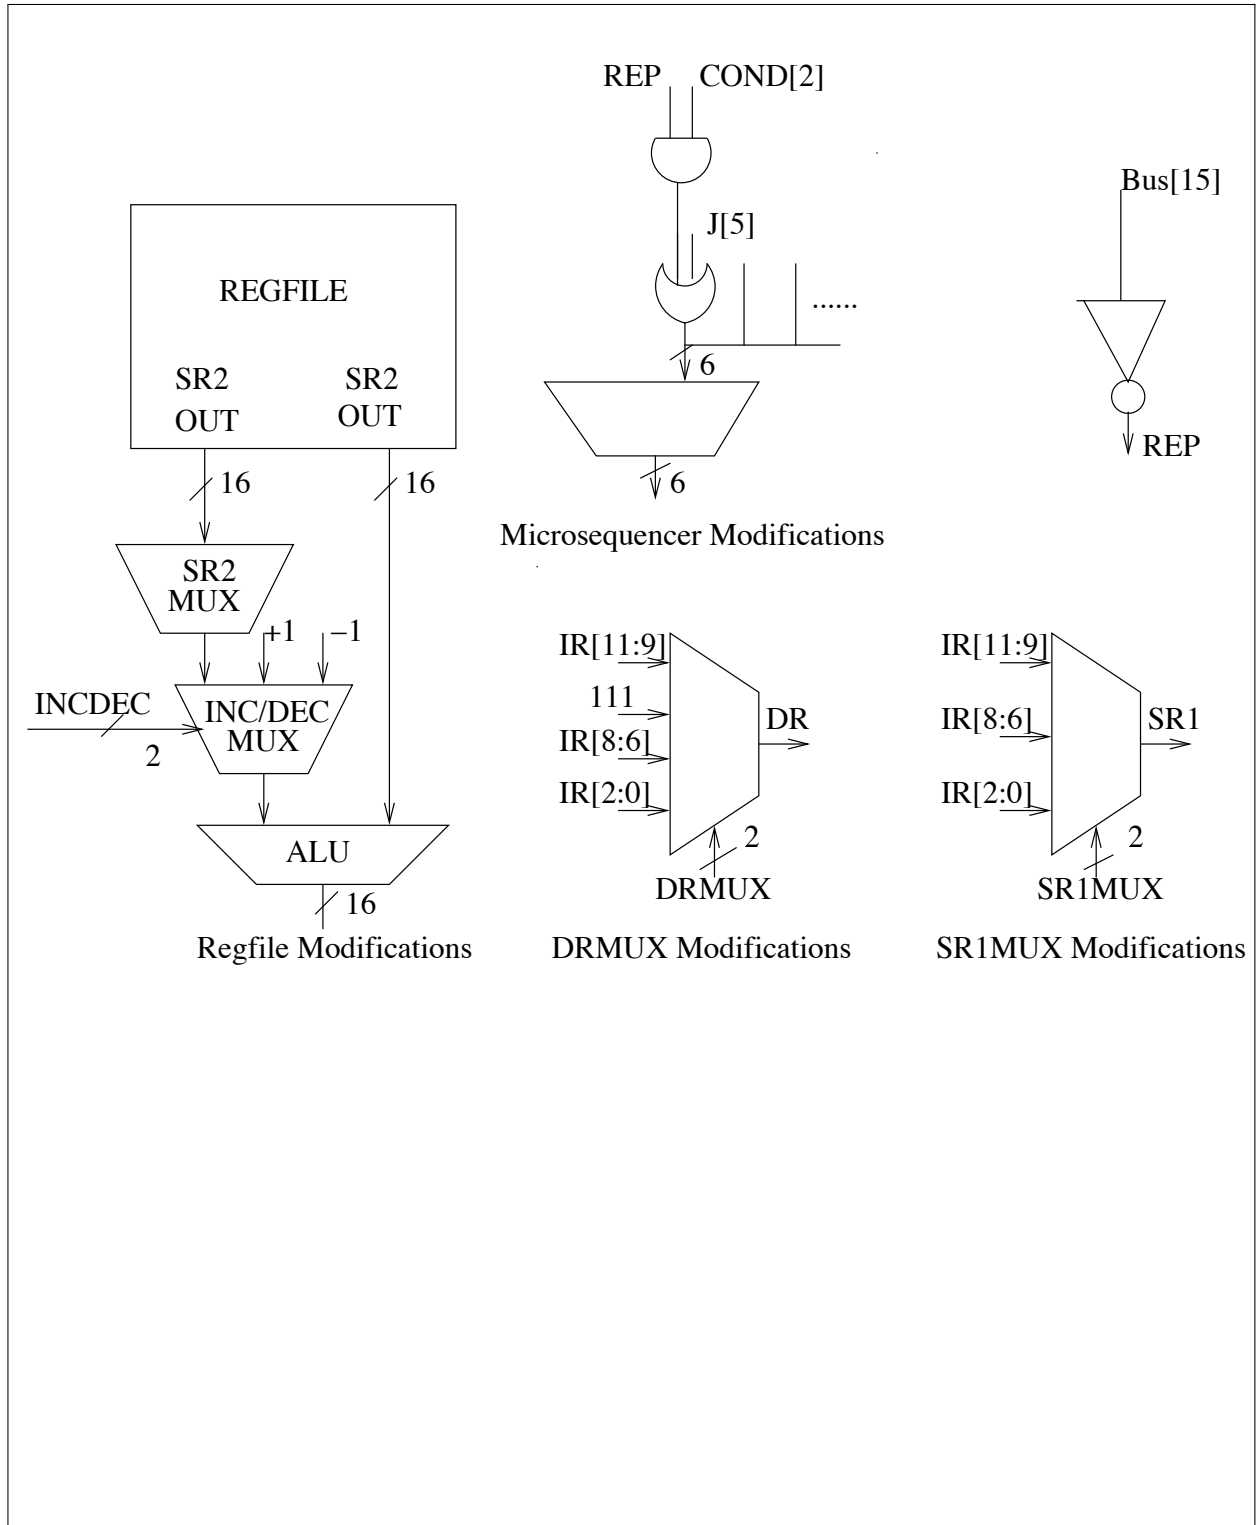 REP COND[2]
Bus[15]
J[5]
REGFILE
......
SR2 SR2
OUT OUT
6
REP
16 16 6
Microsequencer Modifications
SR2
MUX
+1 −1
INCDEC
2
INC/DEC
MUX
ALU
16
Regfile Modifications
IR[11:9]
111
IR[8:6]
IR[2:0]
DR
2
DRMUX
DRMUX Modifications
IR[11:9]
IR[8:6]
IR[2:0]
SR1
2
SR1MUX
SR1MUX Modifications